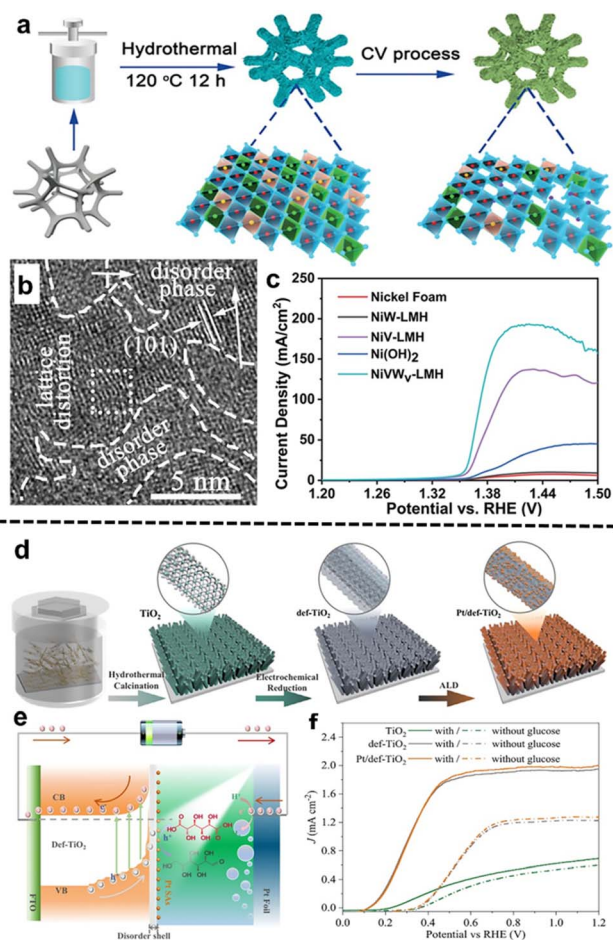 a
Hydrothermal
120 °C 12 h
CV process
b
disorder
phase
(101)
lattice
distortion
disorder
phase
5 nm
c
Current Density (mA/cm²)
250
200
150
100
50
0
Nickel Foam
NiW-LMH
NiV-LMH
Ni(OH)₂
NiVWᵥ-LMH
1.20 1.26 1.32 1.38 1.44 1.50
Potential vs. RHE (V)
d
TiO₂
def-TiO₂
Pt/def-TiO₂
Hydrothermal
Calcination
Electrochemical
Reduction
ALD
e
CB
e⁻
Def-TiO₂
VB
h⁺
h⁺
FTO
Pt SAs
H⁺
Pt Foil
Disorder shell
f
J (mA cm⁻²)
2.4
2.0
1.6
1.2
0.8
0.4
0.0
TiO₂ with / without glucose
def-TiO₂ with / without glucose
Pt/def-TiO₂ with / without glucose
0.0 0.2 0.4 0.6 0.8 1.0 1.2
Potential vs RHE (V)